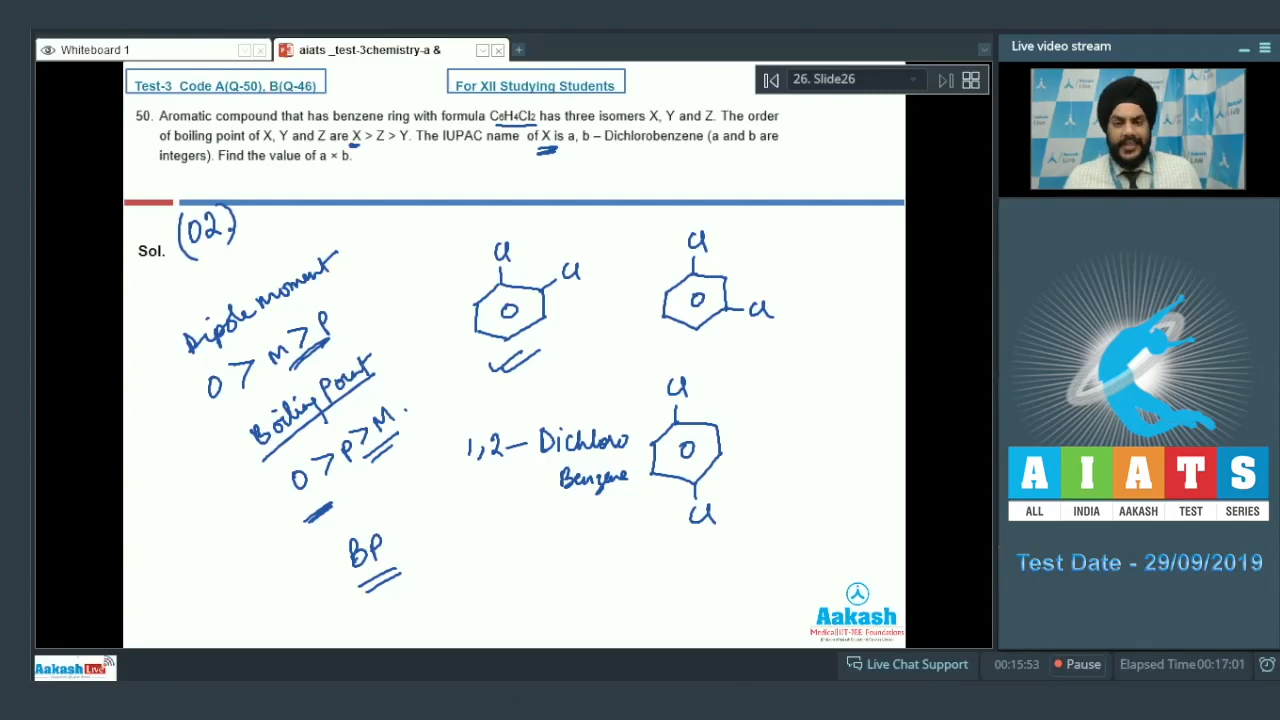 Whiteboard 1
aiats _test-3chemistry-a &
Live video stream
Test-3 Code A(Q-50), B(Q-46)
For XII Studying Students
26. Slide26
50. Aromatic compound that has benzene ring with formula C6H4Cl2 has three isomers X, Y and Z. The order
of boiling point of X, Y and Z are X > Z > Y. The IUPAC name of X is a, b – Dichlorobenzene (a and b are
integers). Find the value of a × b.
Sol.
(02)
Dipole moment
O > M > P
Boiling Point
O > P > M.
BP
Cl
Cl
Cl
Cl
1,2 – Dichloro
Benzene
Cl
Cl
AIATS
ALL INDIA AAKASH TEST SERIES
Test Date - 29/09/2019
Aakash
Medical|IIT-JEE|Foundations
Aakash Live
Live Chat Support
00:15:53
Pause
Elapsed Time 00:17:01